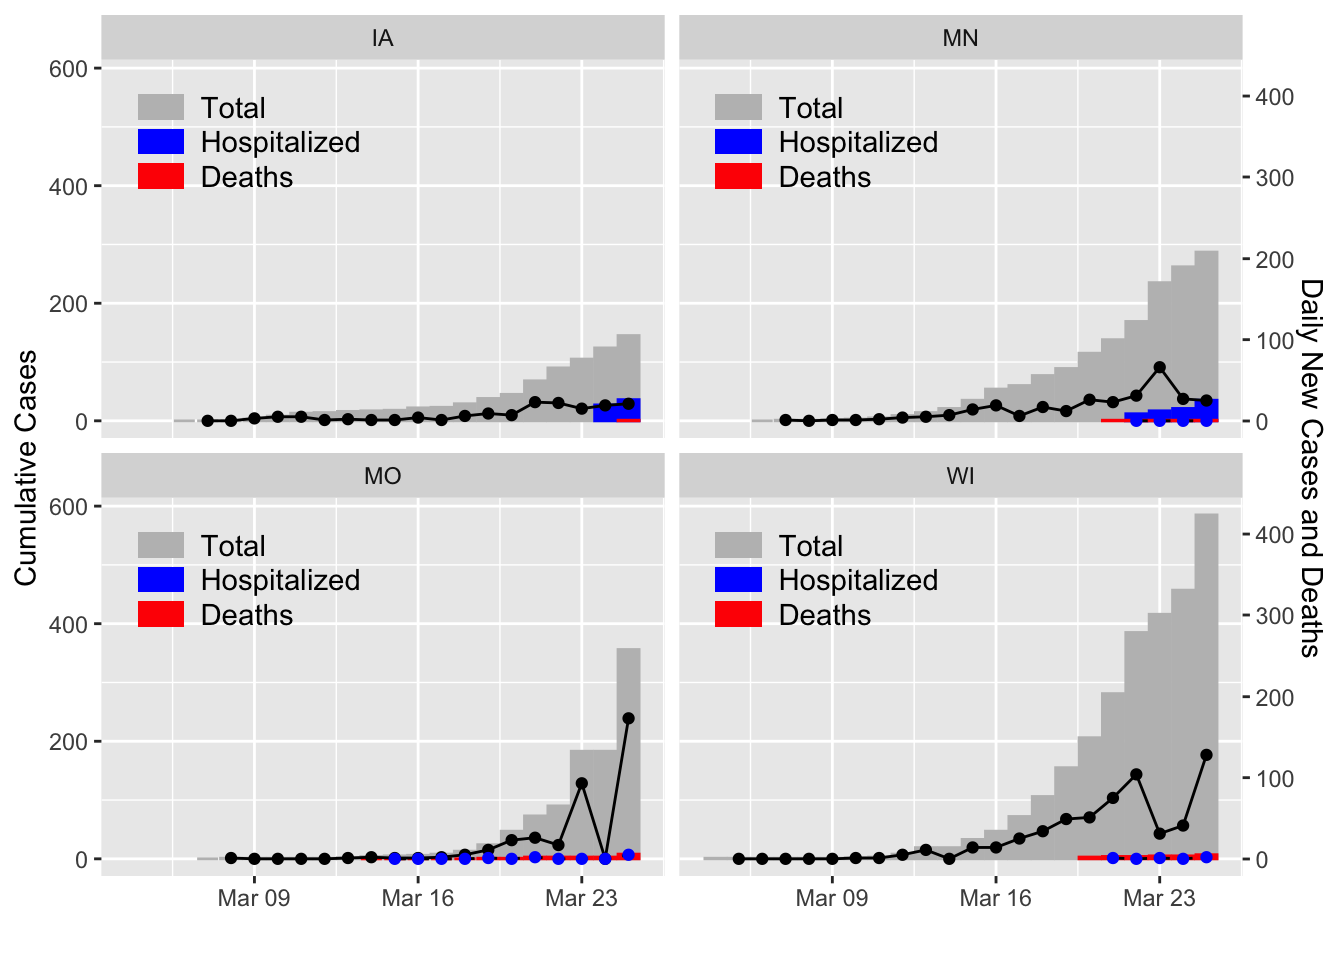 IA
MN
600
400
200
0
Total
Hospitalized
Deaths
Total
Hospitalized
Deaths
400
300
200
100
0
MO
WI
600
400
200
0
Total
Hospitalized
Deaths
Total
Hospitalized
Deaths
400
300
200
100
0
Mar 09
Mar 16
Mar 23
Mar 09
Mar 16
Mar 23
Cumulative Cases
Daily New Cases and Deaths